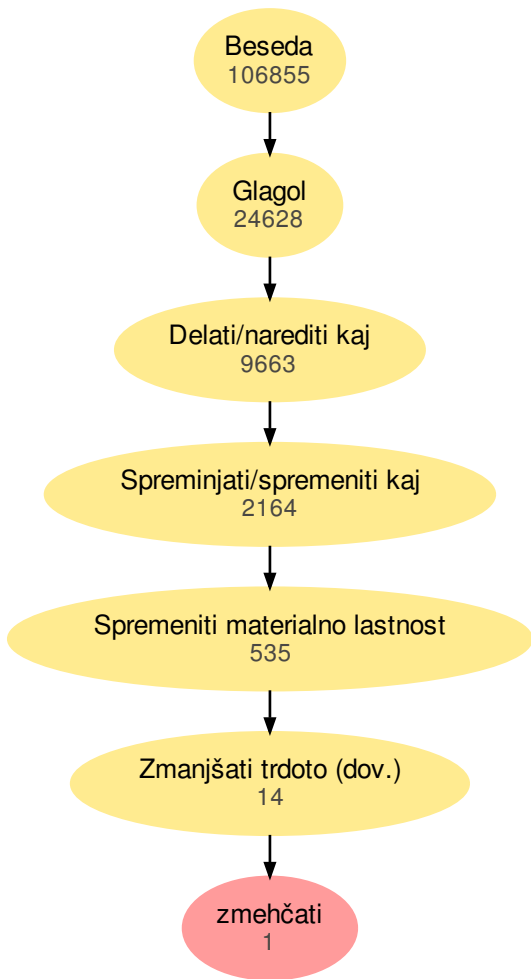 Beseda
106855
Glagol
24628
Delati/narediti kaj
9663
Spreminjati/spremeniti kaj
2164
Spremeniti materialno lastnost
535
Zmanjšati trdoto (dov.)
14
zmehčati
1